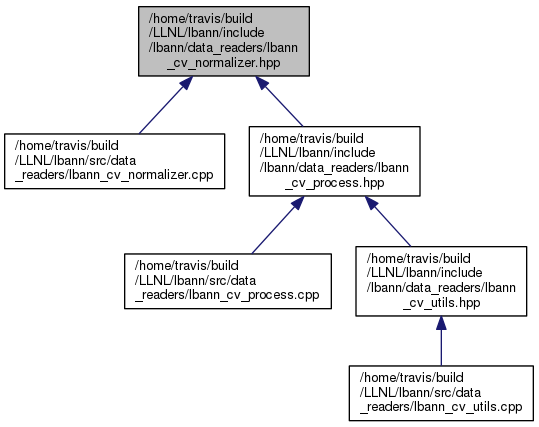 /home/travis/build
/LLNL/lbann/include
/lbann/data_readers/lbann
_cv_normalizer.hpp
/home/travis/build
/LLNL/lbann/src/data
_readers/lbann_cv_normalizer.cpp
/home/travis/build
/LLNL/lbann/include
/lbann/data_readers/lbann
_cv_process.hpp
/home/travis/build
/LLNL/lbann/src/data
_readers/lbann_cv_process.cpp
/home/travis/build
/LLNL/lbann/include
/lbann/data_readers/lbann
_cv_utils.hpp
/home/travis/build
/LLNL/lbann/src/data
_readers/lbann_cv_utils.cpp